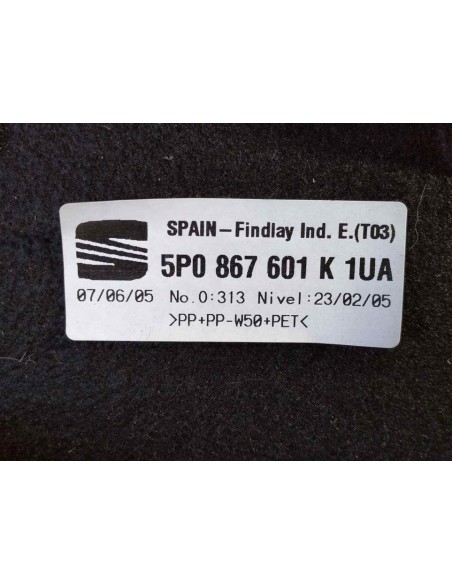 SPAIN – Findlay Ind. E.(T03)
5P0 867 601 K 1UA
07/06/05 No.0:313 Nivel:23/02/05
>PP+PP-W50+PET<